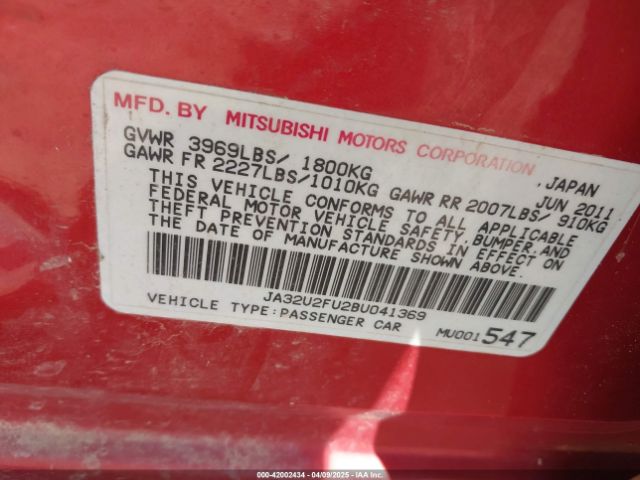 MFD. BY MITSUBISHI MOTORS CORPORATION, JAPAN
GVWR 3969LBS/ 1800KG JUN 2011
GAWR FR 2227LBS/1010KG GAWR RR 2007LBS/ 910KG
THIS VEHICLE CONFORMS TO ALL APPLICABLE
FEDERAL MOTOR VEHICLE SAFETY,BUMPER,AND
THEFT PREVENTION STANDARDS IN EFFECT ON
THE DATE OF MANUFACTURE SHOWN ABOVE.
JA32U2FU2BU041369
VEHICLE TYPE:PASSENGER CAR MU001547
000-42002434 04/09/2025 IAAI.CA